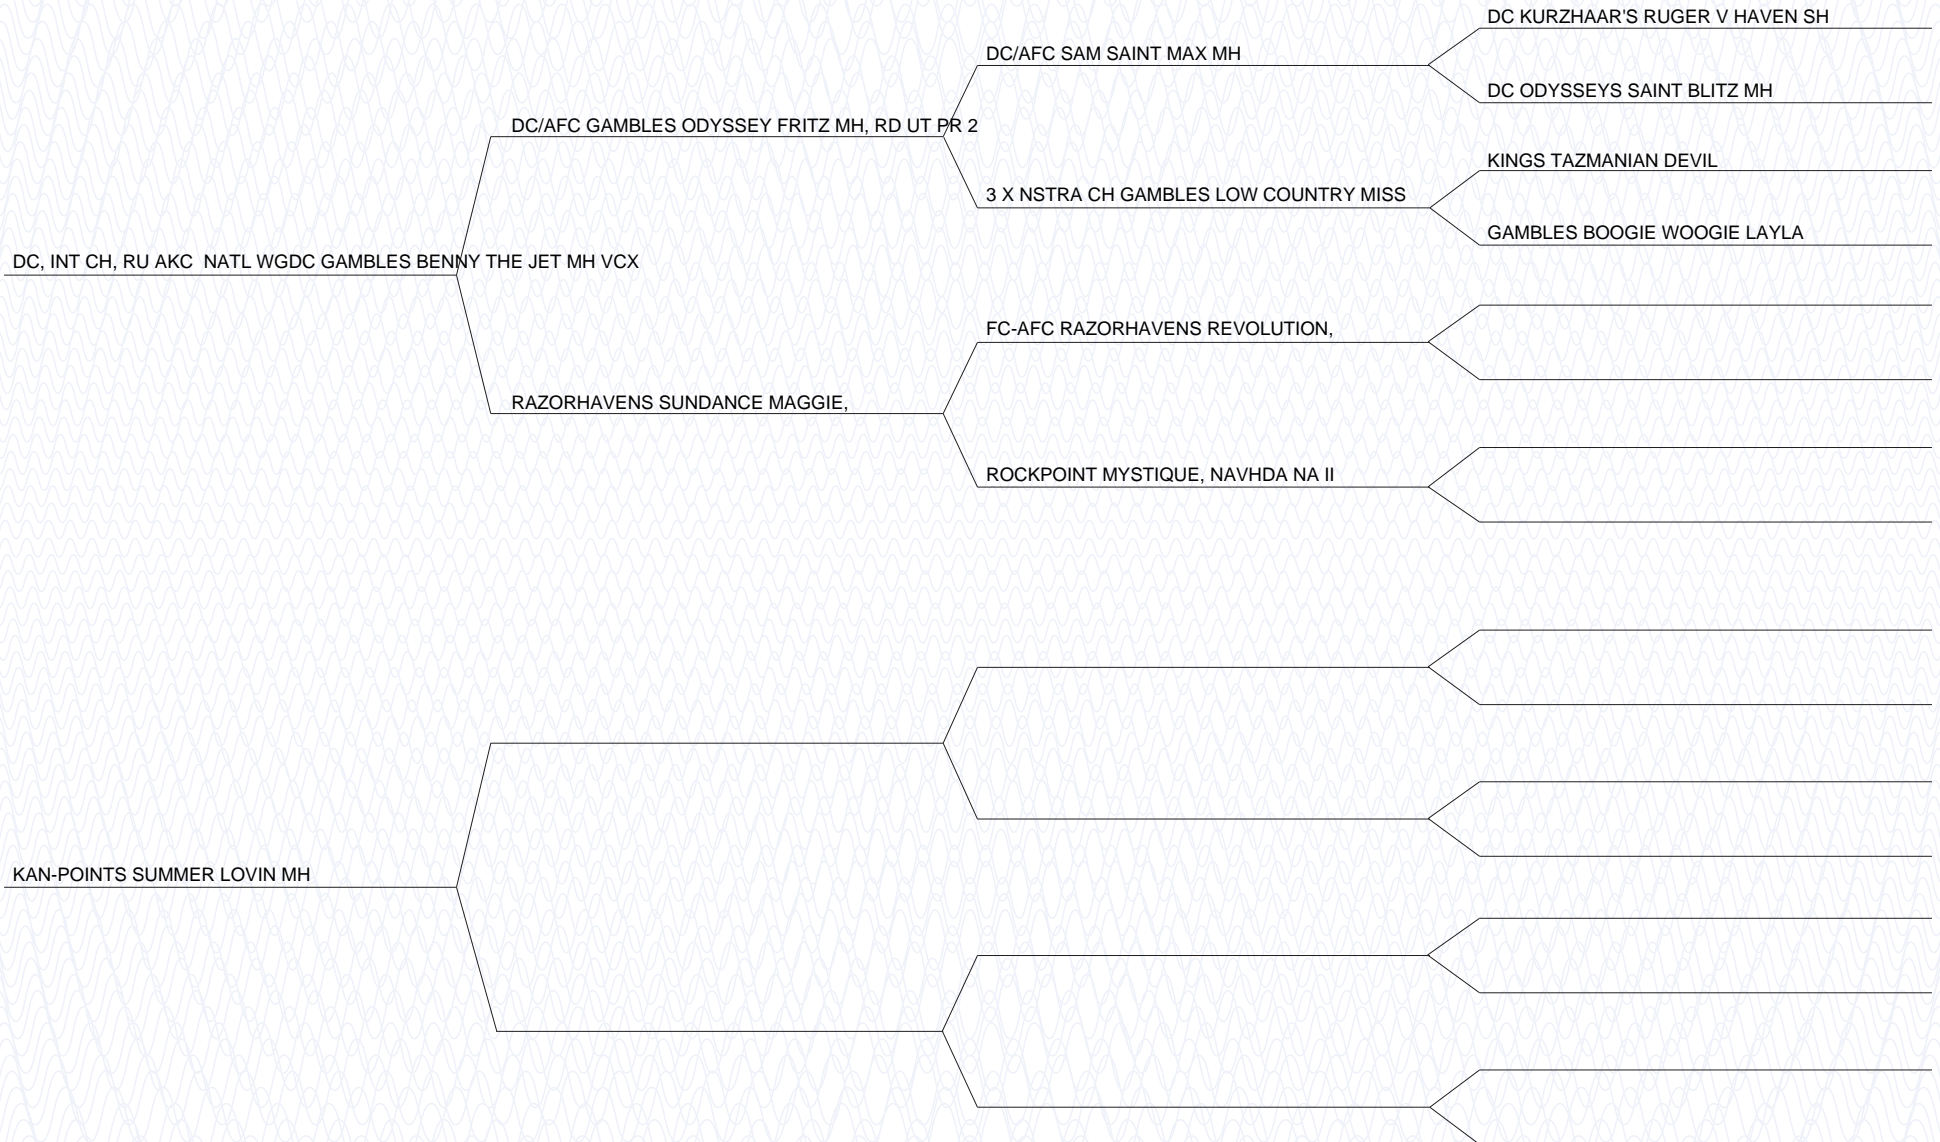 DC KURZHAAR'S RUGER V HAVEN SH
DC/AFC SAM SAINT MAX MH
DC ODYSSEYS SAINT BLITZ MH
DC/AFC GAMBLES ODYSSEY FRITZ MH, RD UT PR 2
KINGS TAZMANIAN DEVIL
3 X NSTRA CH GAMBLES LOW COUNTRY MISS
GAMBLES BOOGIE WOOGIE LAYLA
DC, INT CH, RU AKC  NATL WGDC GAMBLES BENNY THE JET MH VCX
FC-AFC RAZORHAVENS REVOLUTION,
RAZORHAVENS SUNDANCE MAGGIE,
ROCKPOINT MYSTIQUE, NAVHDA NA II
KAN-POINTS SUMMER LOVIN MH